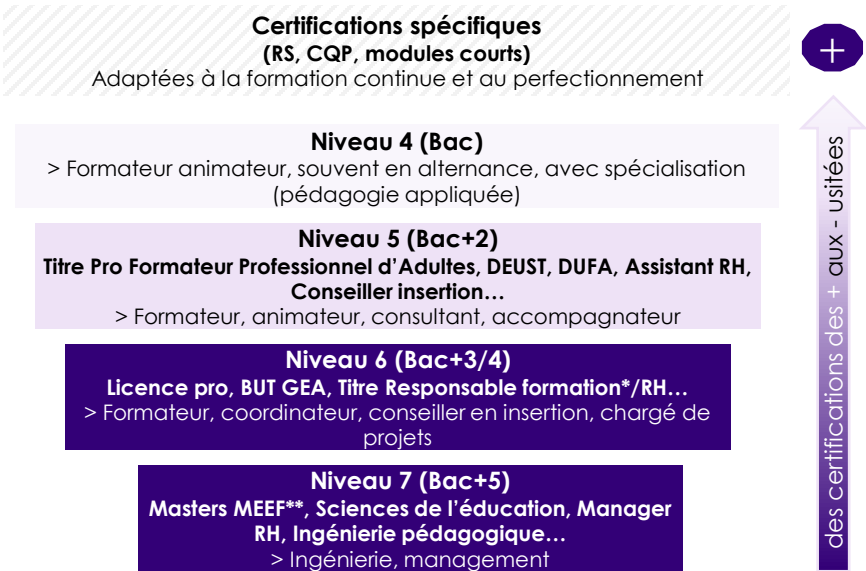 Certifications spécifiques
(RS, CQP, modules courts)
Adaptées à la formation continue et au perfectionnement
+
Niveau 4 (Bac)
> Formateur animateur, souvent en alternance, avec spécialisation
(pédagogie appliquée)
Niveau 5 (Bac+2)
Titre Pro Formateur Professionnel d’Adultes, DEUST, DUFA, Assistant RH,
Conseiller insertion…
> Formateur, animateur, consultant, accompagnateur
Niveau 6 (Bac+3/4)
Licence pro, BUT GEA, Titre Responsable formation*/RH…
> Formateur, coordinateur, conseiller en insertion, chargé de
projets
Niveau 7 (Bac+5)
Masters MEEF**, Sciences de l’éducation, Manager
RH, Ingénierie pédagogique…
> Ingénierie, management
des certifications des + aux - usitées